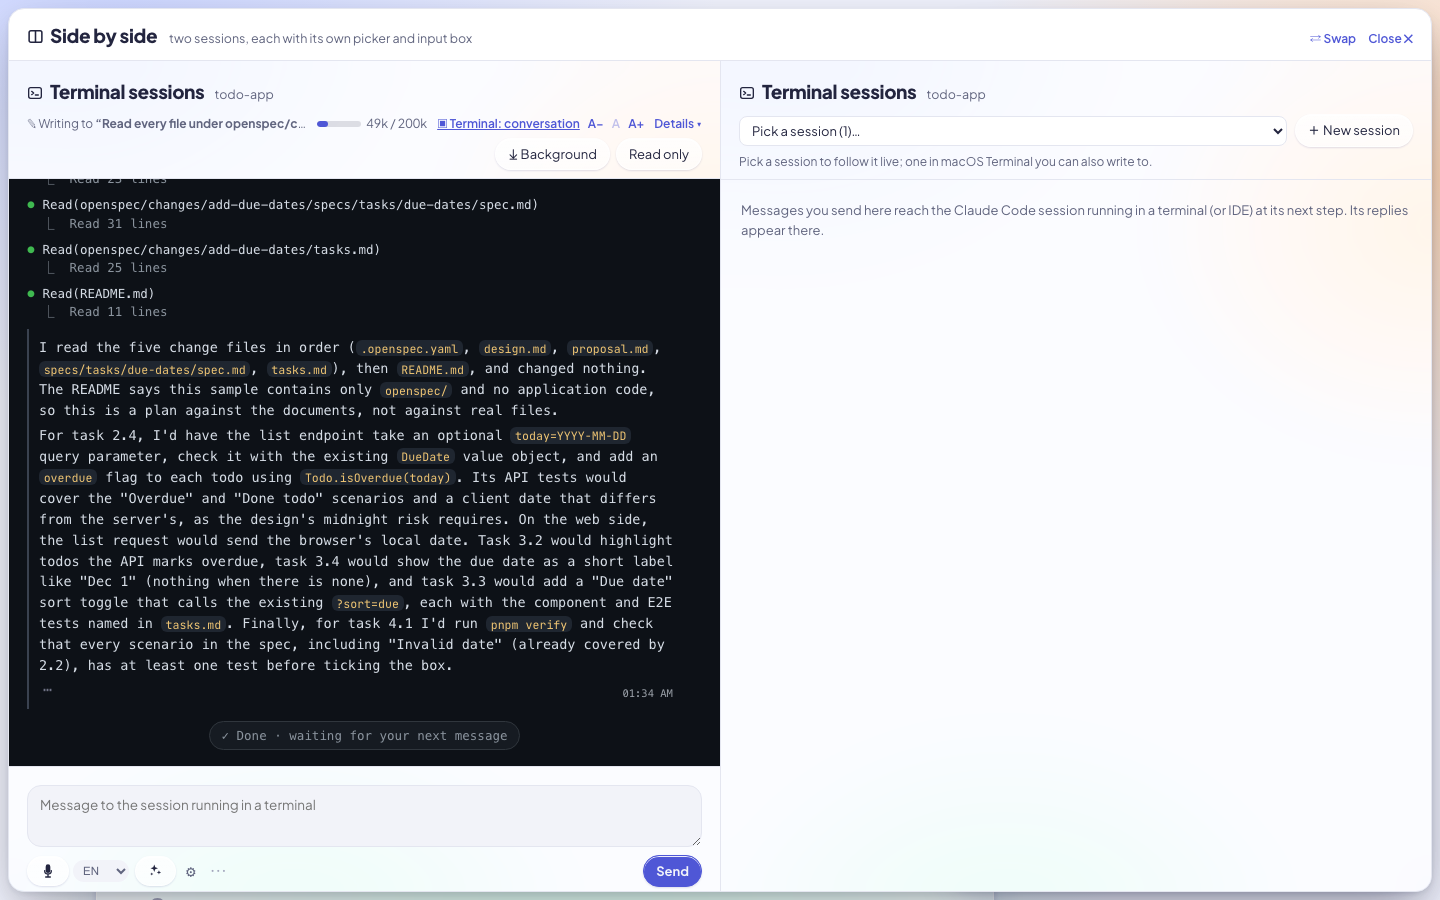 Side by side two sessions, each with its own picker and input box
Swap Close
Terminal sessions todo-app
Writing to “Read every file under openspec/c… 49k / 200k Terminal: conversation A− A A+ Details
Background Read only
Read 25 lines
Read(openspec/changes/add-due-dates/specs/tasks/due-dates/spec.md)
Read 31 lines
Read(openspec/changes/add-due-dates/tasks.md)
Read 25 lines
Read(README.md)
Read 11 lines
I read the five change files in order (.openspec.yaml, design.md, proposal.md,
specs/tasks/due-dates/spec.md, tasks.md), then README.md, and changed nothing.
The README says this sample contains only openspec/ and no application code,
so this is a plan against the documents, not against real files.
For task 2.4, I'd have the list endpoint take an optional today=YYYY-MM-DD
query parameter, check it with the existing DueDate value object, and add an
overdue flag to each todo using Todo.isOverdue(today). Its API tests would
cover the "Overdue" and "Done todo" scenarios and a client date that differs
from the server's, as the design's midnight risk requires. On the web side,
the list request would send the browser's local date. Task 3.2 would highlight
todos the API marks overdue, task 3.4 would show the due date as a short label
like "Dec 1" (nothing when there is none), and task 3.3 would add a "Due date"
sort toggle that calls the existing ?sort=due, each with the component and E2E
tests named in tasks.md. Finally, for task 4.1 I'd run pnpm verify and check
that every scenario in the spec, including "Invalid date" (already covered by
2.2), has at least one test before ticking the box.
…
01:34 AM
✓ Done · waiting for your next message
Message to the session running in a terminal
EN
Send
Terminal sessions todo-app
Pick a session (1)…
+ New session
Pick a session to follow it live; one in macOS Terminal you can also write to.
Messages you send here reach the Claude Code session running in a terminal (or IDE) at its next step. Its replies
appear there.